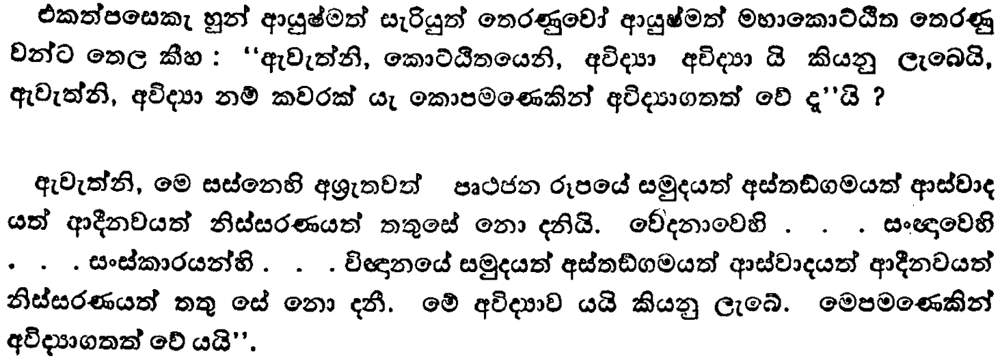 එකත්පසෙකැ හුන් ආයුෂ්මත් සැරියුත් තෙරණුවෝ ආයුෂ්මත් මහාකොට්ඨිත තෙරණු
වන්ට තෙල කීහ : “ඇවැත්නි, කොට්ඨිතයෙනි, අවිද්‍යා අවිද්‍යා යි කියනු ලැබෙයි,
ඇවැත්නි, අවිද්‍යා නම් කවරක් යැ කොපමණෙකින් අවිද්‍යාගතත් වේ දැ”යි ?
ඇවැත්නි, මෙ සස්නෙහි අශ්‍රැතවත් පෘථජන රූපයේ සමුදයත් අස්තඞ්ගමයත් ආස්වාද
යත් ආදීනවයත් නිස්සරණයත් තතුසේ නො දනියි. වේදනාවෙහි . . . සංඥාවෙහි
. . . සංස්කාරයන්හි . . . විඥානයේ සමුදයත් අස්තඞ්ගමයත් ආස්වාදයත් ආදීනවයත්
නිස්සරණයත් තතු සේ නො දනී. මේ අවිද්‍යාව යයි කියනු ලැබේ. මෙපමණෙකින්
අවිද්‍යාගතත් වේ යයි”.